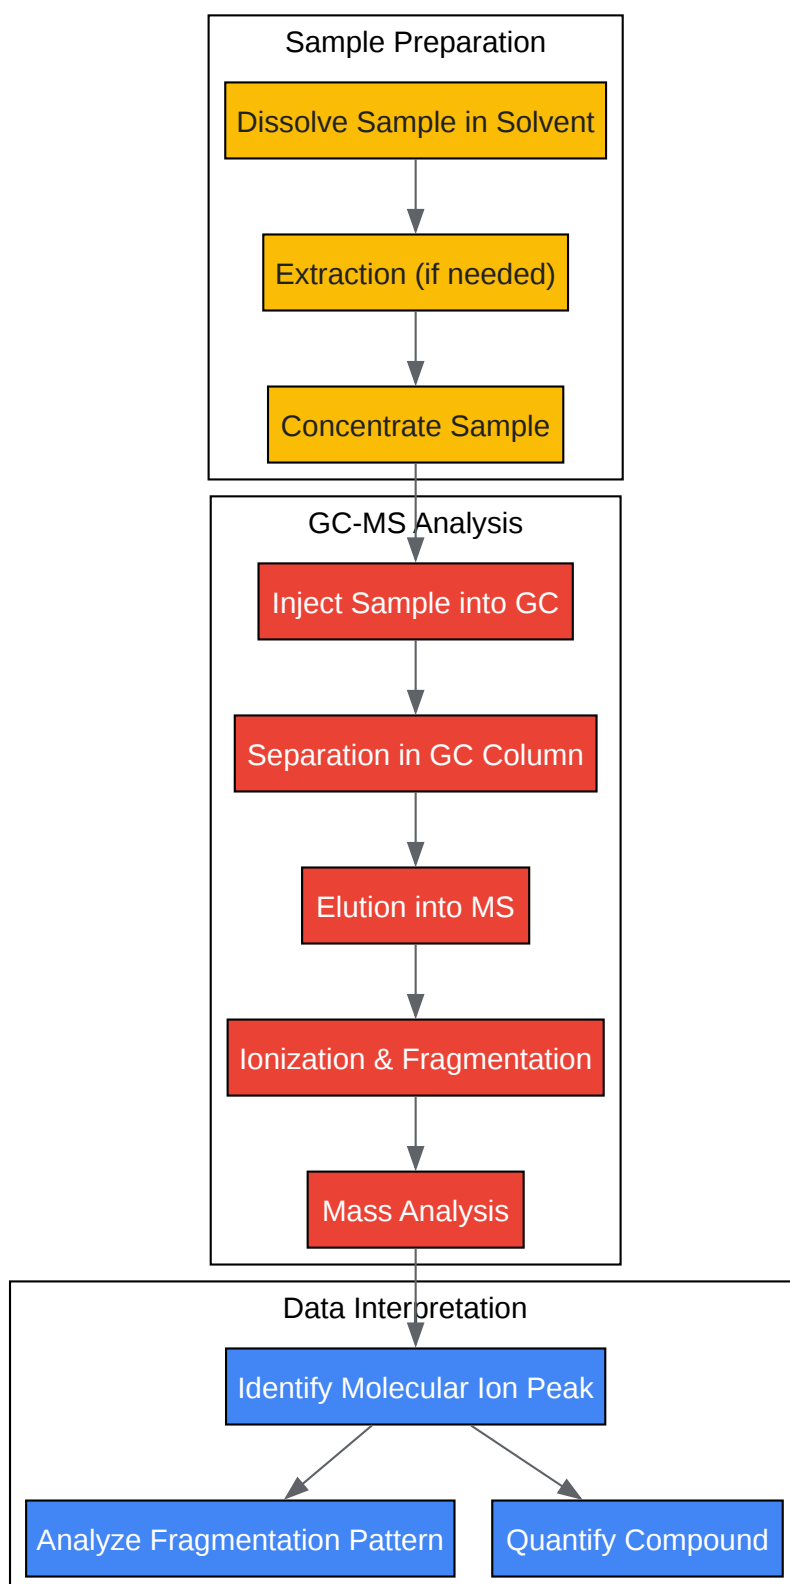 Sample Preparation
Dissolve Sample in Solvent
Extraction (if needed)
Concentrate Sample
GC-MS Analysis
Inject Sample into GC
Separation in GC Column
Elution into MS
Ionization & Fragmentation
Mass Analysis
Data Interpretation
Identify Molecular Ion Peak
Analyze Fragmentation Pattern
Quantify Compound